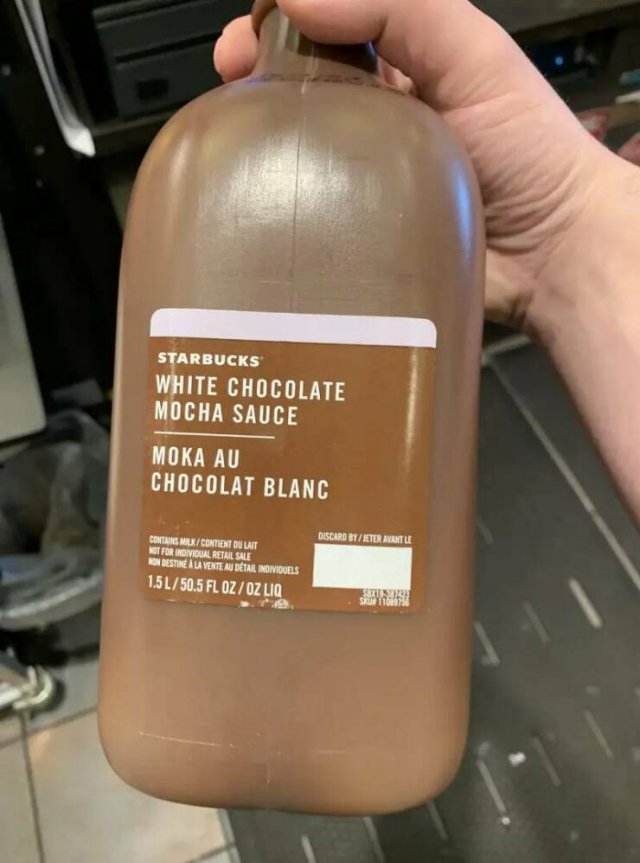 STARBUCKS
WHITE CHOCOLATE
MOCHA SAUCE
MOKA AU
CHOCOLAT BLANC
CONTAINS MILK / CONTIENT DU LAIT
NOT FOR INDIVIDUAL RETAIL SALE
NON DESTINÉ À LA VENTE AU DÉTAIL INDIVIDUELS
1.5 L / 50.5 FL OZ / OZ LIQ
DISCARD BY / JETER AVANT LE
SKU# 11089756